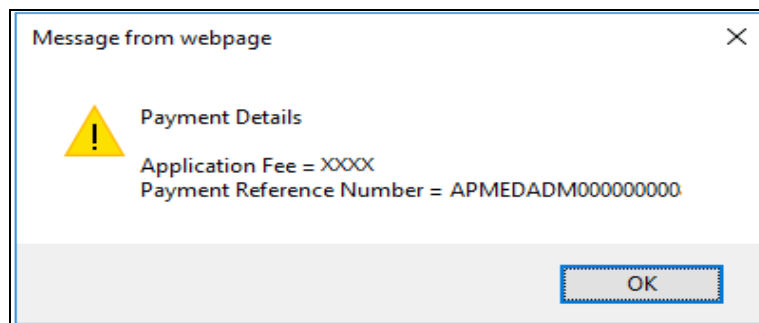 Message from webpage
Payment Details
Application Fee = XXXX
Payment Reference Number = APMEDADM000000000
OK